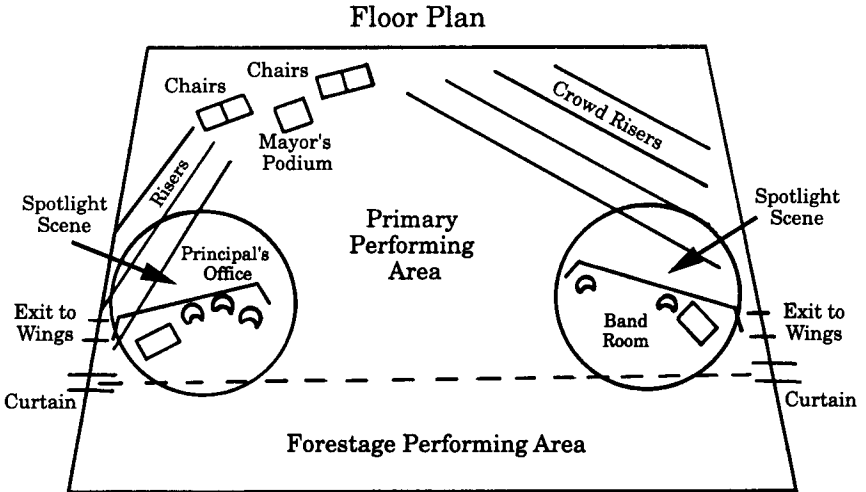 Floor Plan
Chairs
Chairs
Mayor's
Podium
Crowd Risers
Risers
Spotlight
Scene
Principal's
Office
Primary
Performing
Area
Spotlight
Scene
Exit to
Wings
Band
Room
Exit to
Wings
Curtain
Curtain
Forestage Performing Area